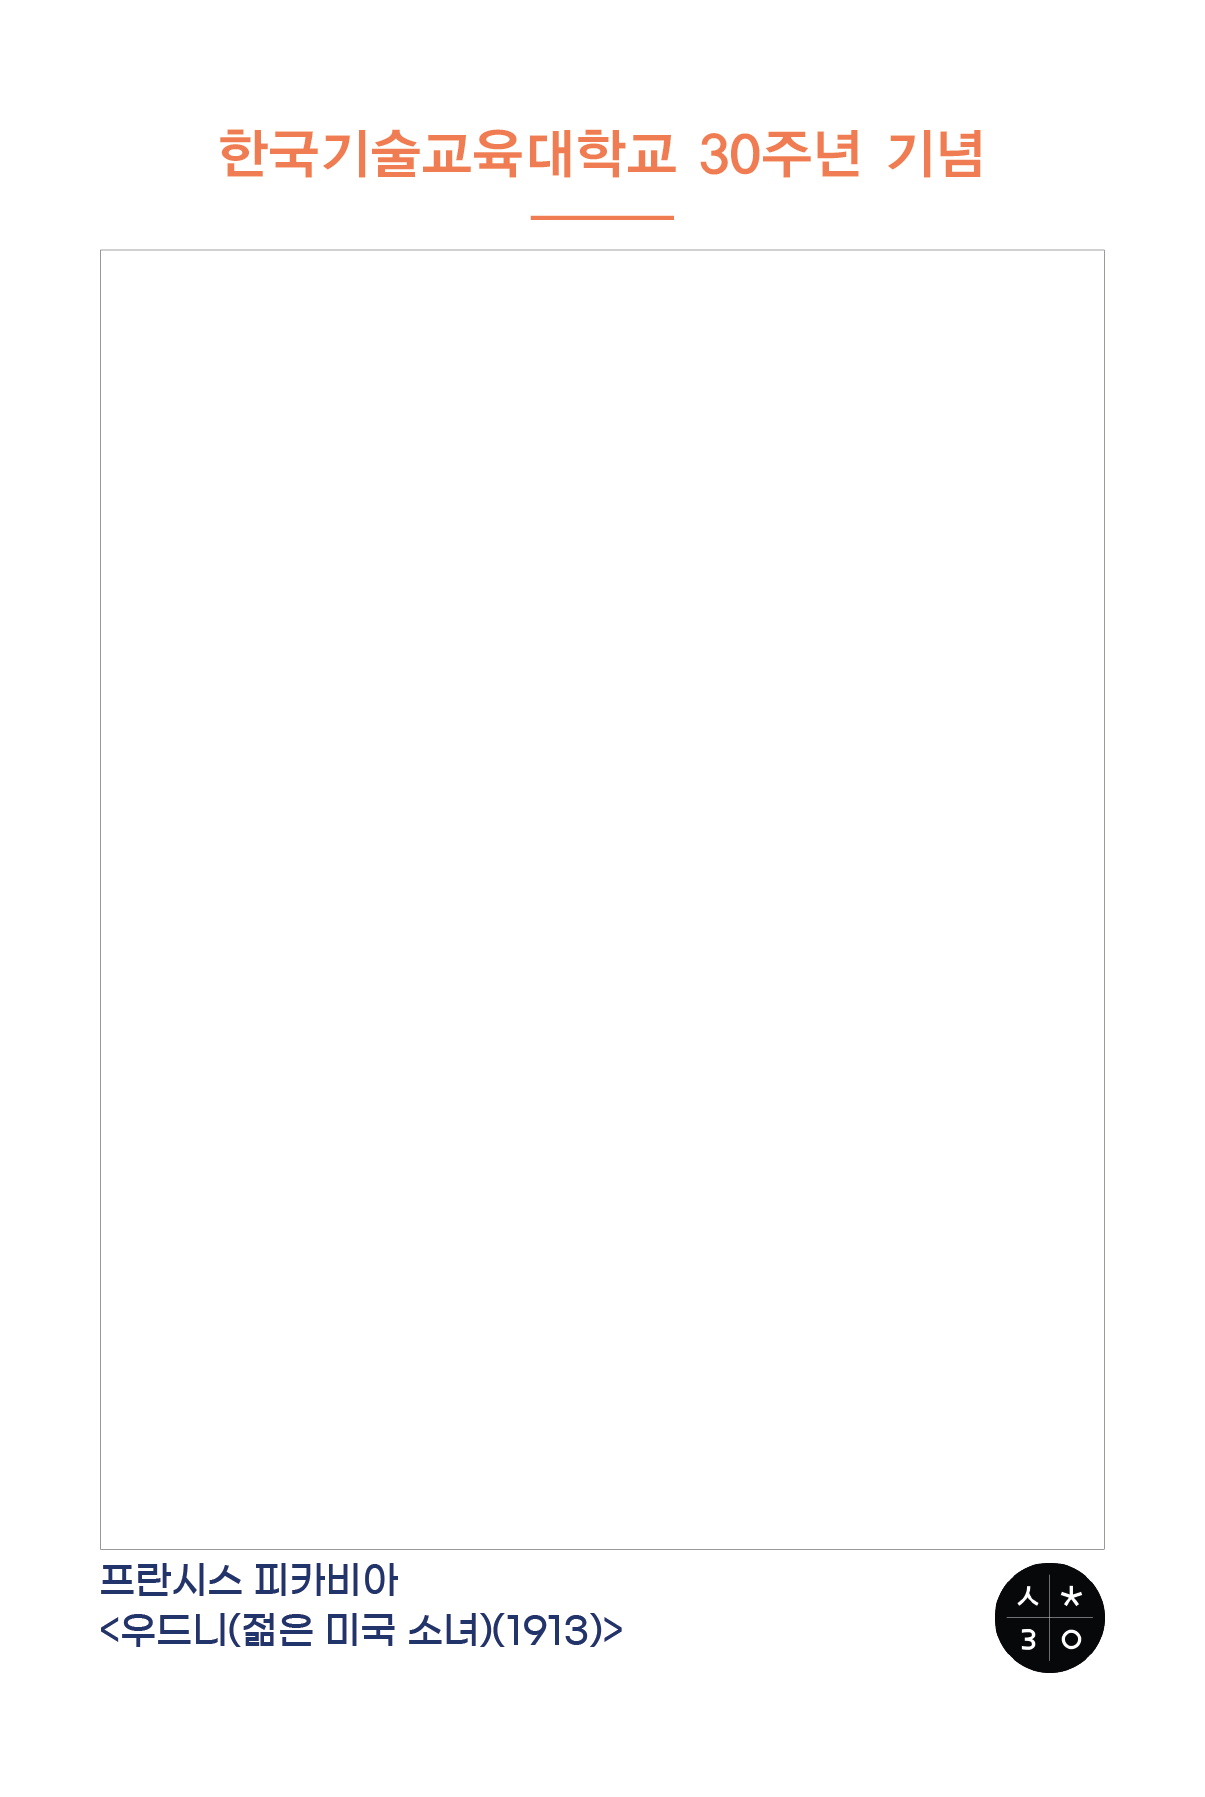 한국기술교육대학교 30주년 기념
프란시스 피카비아
<우드니(젊은 미국 소녀)(1913)>
ㅅ *
3 ㅇ